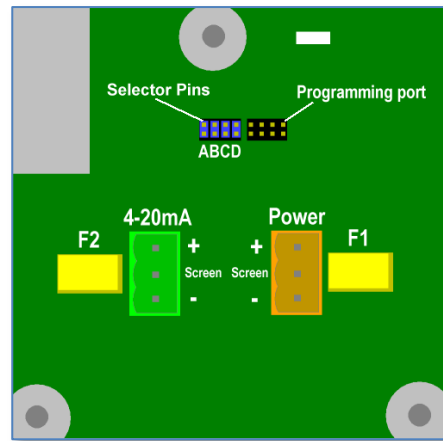 Selector Pins
Programming port
ABCD
4-20mA
Power
F2
F1
+
+
Screen
Screen
-
-